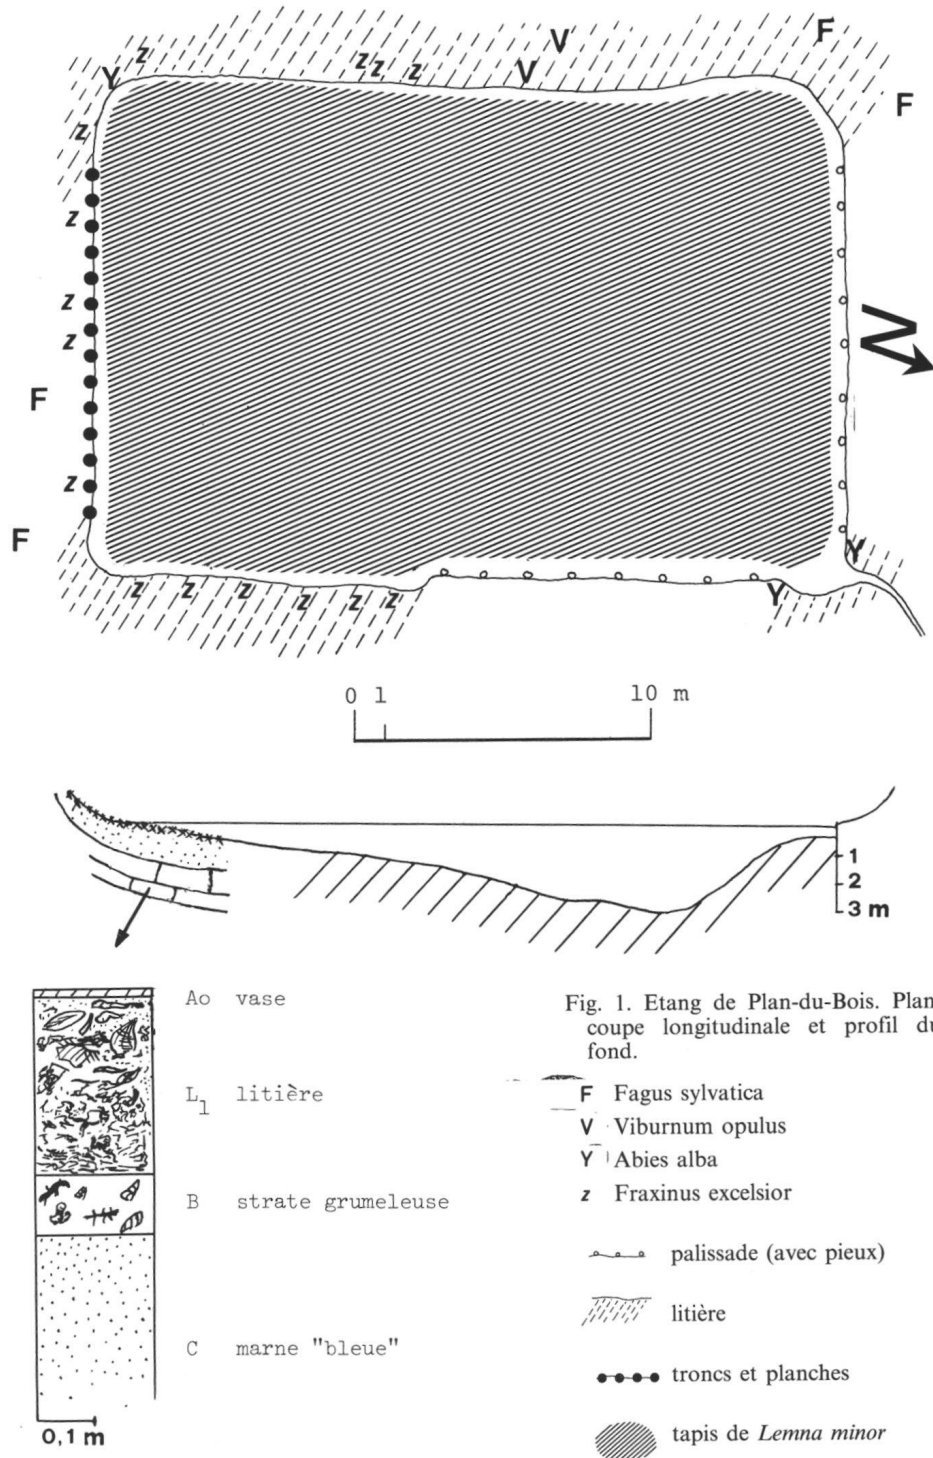 F
V
z
z
z
z
V
Y
F
z
z
z
z
N
F
z
F
Y
z
z
z
z
z
z
Y
0 1 10 m
1
2
3 m
Ao vase
L1 litière
B strate grumeleuse
C marne "bleue"
0,1 m
Fig. 1. Etang de Plan-du-Bois. Plan
coupe longitudinale et profil du
fond.
F Fagus sylvatica
V Viburnum opulus
Y Abies alba
z Fraxinus excelsior
palissade (avec pieux)
litière
troncs et planches
tapis de Lemna minor